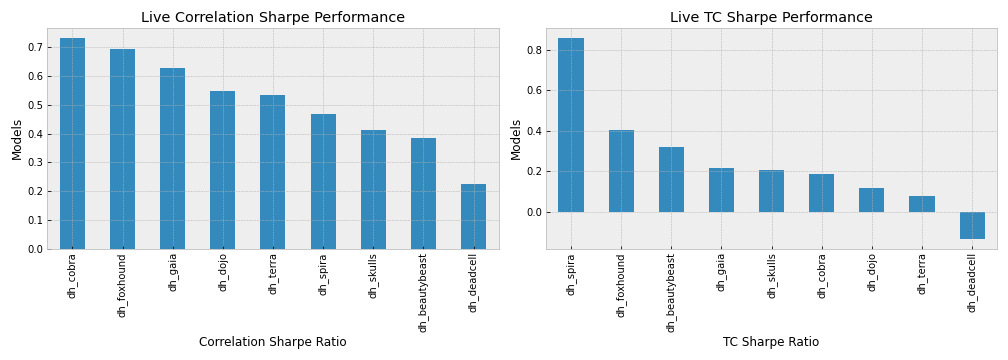 Live Correlation Sharpe Performance
Models
0.7
0.6
0.5
0.4
0.3
0.2
0.1
0.0
dh_cobra
dh_foxhound
dh_gaia
dh_dojo
dh_terra
dh_spira
dh_skulls
dh_beautybeast
dh_deadcell
Correlation Sharpe Ratio
Live TC Sharpe Performance
Models
0.8
0.6
0.4
0.2
0.0
dh_spira
dh_foxhound
dh_beautybeast
dh_gaia
dh_skulls
dh_cobra
dh_dojo
dh_terra
dh_deadcell
TC Sharpe Ratio